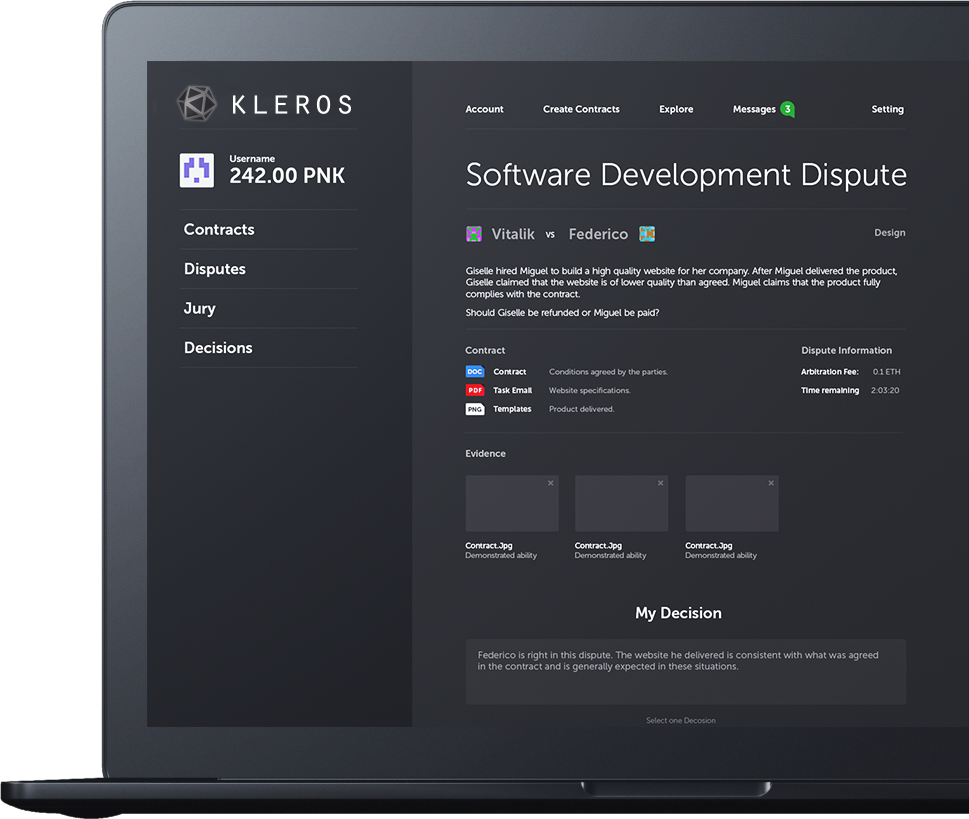 KLEROS
Username
242.00 PNK
Contracts
Disputes
Jury
Decisions
Account Create Contracts Explore Messages 3 Setting
Software Development Dispute
Vitalik vs Federico Design
Giselle hired Miguel to build a high quality website for her company. After Miguel delivered the product,
Giselle claimed that the website is of lower quality than agreed. Miguel claims that the product fully
complies with the contract.
Should Giselle be refunded or Miguel be paid?
Contract Dispute Information
DOC Contract Conditions agreed by the parties. Arbitration Fee: 0.1 ETH
PDF Task Email Website specifications. Time remaining 2:03:20
PNG Templates Product delivered.
Evidence
Contract.Jpg Contract.Jpg Contract.Jpg
Demonstrated ability Demonstrated ability Demonstrated ability
My Decision
Federico is right in this dispute. The website he delivered is consistent with what was agreed
in the contract and is generally expected in these situations.
Select one Decosion